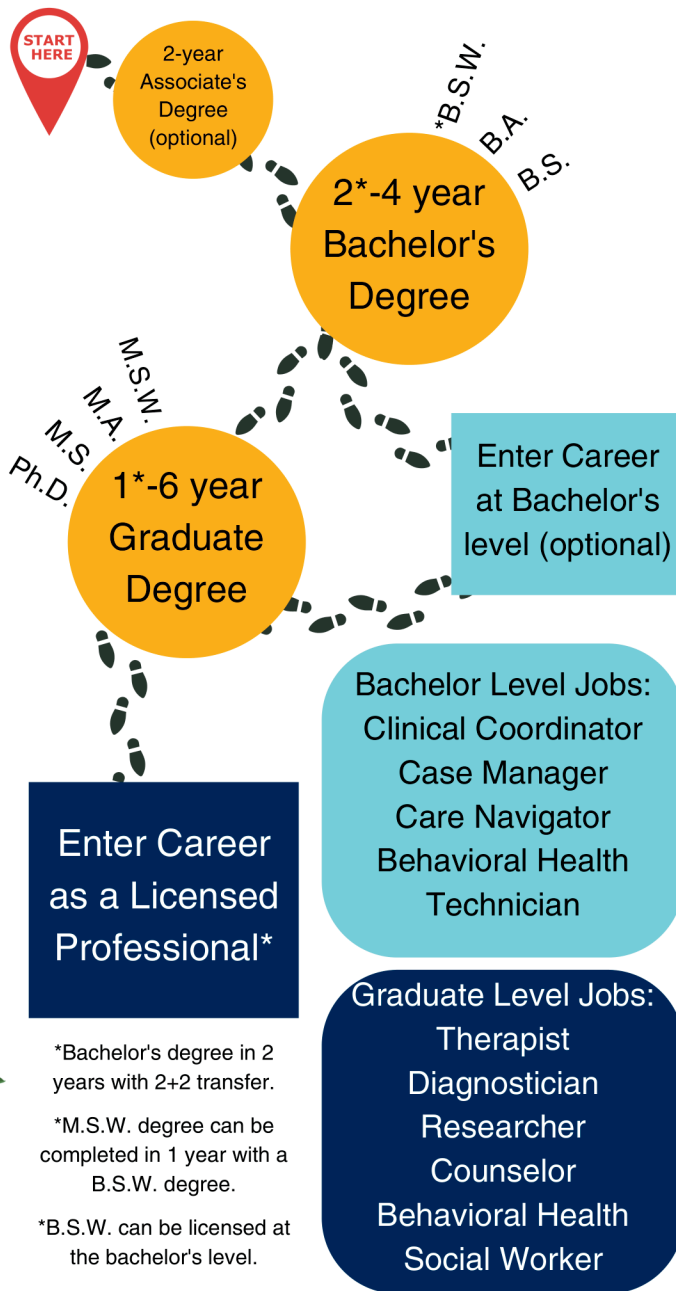 START
HERE
2-year
Associate's
Degree
(optional)
*B.S.W.
B.A.
B.S.
2*-4 year
Bachelor's
Degree
M.S.W.
M.A.
M.S.
Ph.D.
1*-6 year
Graduate
Degree
Enter Career
at Bachelor's
level (optional)
Bachelor Level Jobs:
Clinical Coordinator
Case Manager
Care Navigator
Behavioral Health
Technician
Enter Career
as a Licensed
Professional*
Graduate Level Jobs:
Therapist
Diagnostician
Researcher
Counselor
Behavioral Health
Social Worker
*Bachelor's degree in 2
years with 2+2 transfer.
*M.S.W. degree can be
completed in 1 year with a
B.S.W. degree.
*B.S.W. can be licensed at
the bachelor's level.